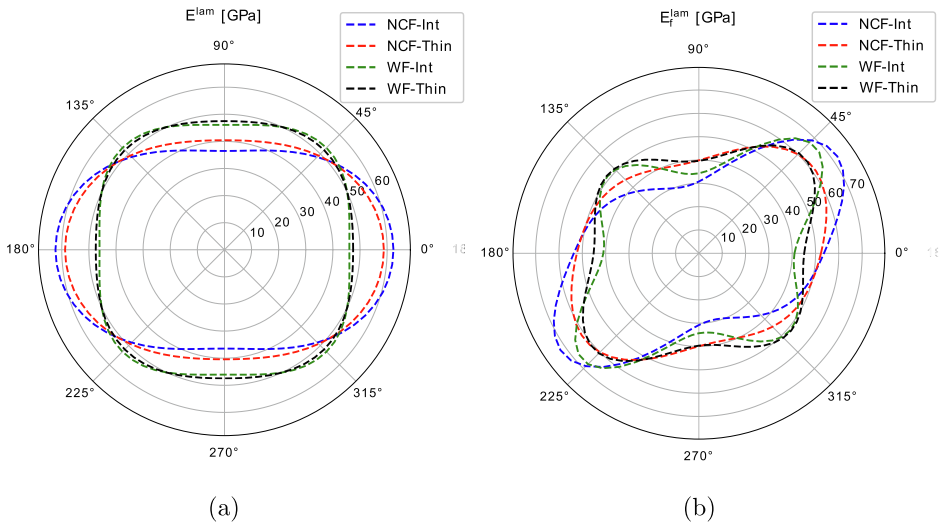 E^lam [GPa]
NCF-Int
NCF-Thin
WF-Int
WF-Thin
90°
135°
45°
60
50
40
30
20
10
180°
0°
225°
315°
270°
(a)
E_f^lam [GPa]
NCF-Int
NCF-Thin
WF-Int
WF-Thin
90°
135°
45°
70
60
50
40
30
20
10
180°
0°
225°
315°
270°
(b)